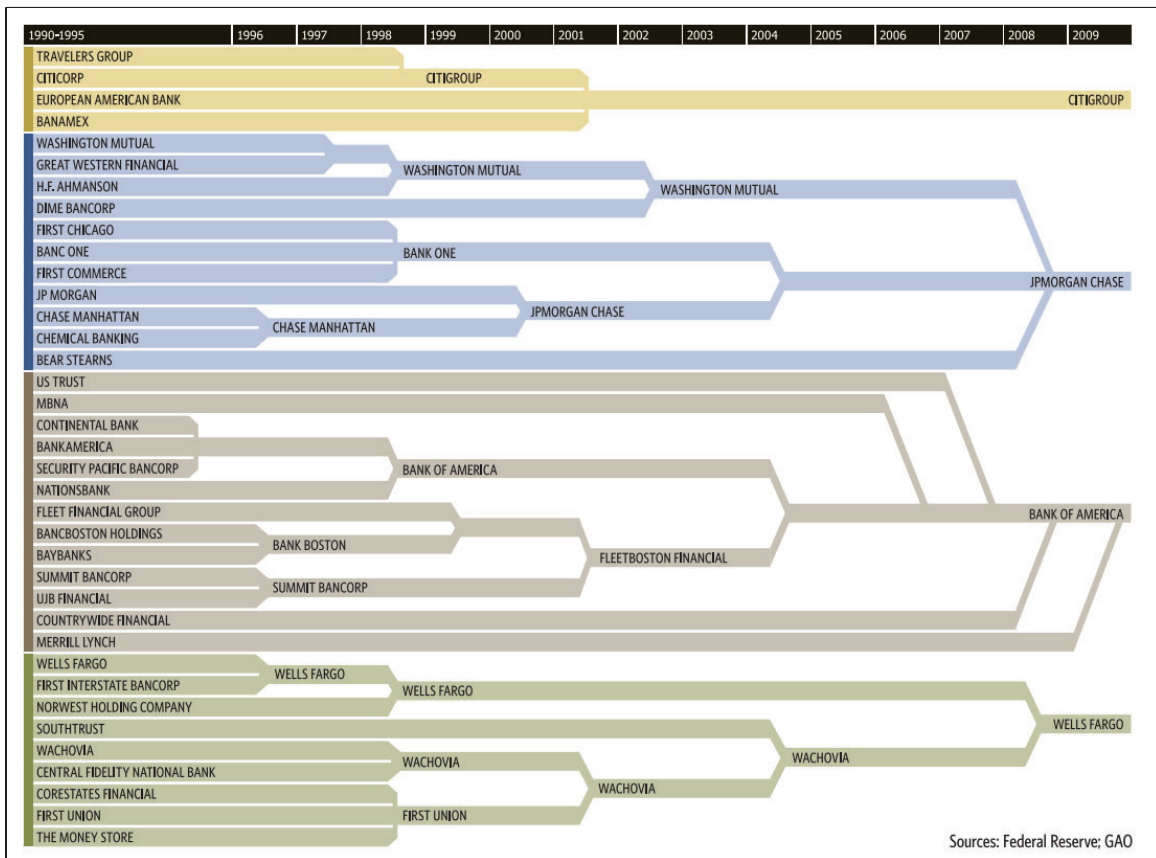 1990-1995 1996 1997 1998 1999 2000 2001 2002 2003 2004 2005 2006 2007 2008 2009
TRAVELERS GROUP
CITICORP CITIGROUP
EUROPEAN AMERICAN BANK CITIGROUP
BANAMEX
WASHINGTON MUTUAL
GREAT WESTERN FINANCIAL
WASHINGTON MUTUAL
H.F. AHMANSON
WASHINGTON MUTUAL
DIME BANCORP
FIRST CHICAGO
BANC ONE BANK ONE
FIRST COMMERCE
JPMORGAN CHASE
JP MORGAN
JPMORGAN CHASE
CHASE MANHATTAN
CHASE MANHATTAN
CHEMICAL BANKING
BEAR STEARNS
US TRUST
MBNA
CONTINENTAL BANK
BANKAMERICA
SECURITY PACIFIC BANCORP BANK OF AMERICA
NATIONSBANK
FLEET FINANCIAL GROUP BANK OF AMERICA
BANCBOSTON HOLDINGS
BANK BOSTON
BAYBANKS FLEETBOSTON FINANCIAL
SUMMIT BANCORP
SUMMIT BANCORP
UJB FINANCIAL
COUNTRYWIDE FINANCIAL
MERRILL LYNCH
WELLS FARGO
WELLS FARGO
FIRST INTERSTATE BANCORP
WELLS FARGO
NORWEST HOLDING COMPANY
SOUTHTRUST WELLS FARGO
WACHOVIA
WACHOVIA WACHOVIA
CENTRAL FIDELITY NATIONAL BANK
WACHOVIA
CORESTATES FINANCIAL
FIRST UNION FIRST UNION
THE MONEY STORE
Sources: Federal Reserve; GAO